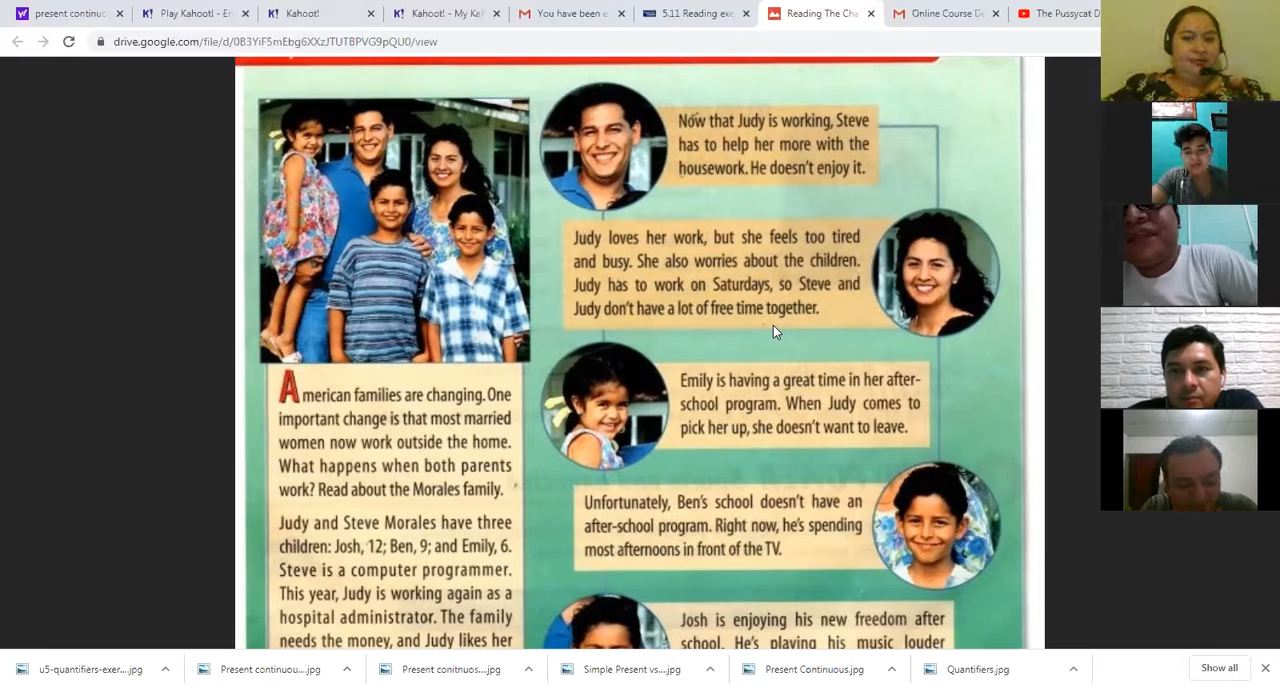 present continuc
Play Kahoot! - En
Kahoot!
Kahoot! - My Ka
You have been e
5.11 Reading exe
Reading The Cha
Online Course De
The Pussycat D
drive.google.com/file/d/0B3YiF5mEbg6XXzJTUTBPVG9pQU0/view
Now that Judy is working, Steve
has to help her more with the
housework. He doesn't enjoy it.
Judy loves her work, but she feels too tired
and busy. She also worries about the children.
Judy has to work on Saturdays, so Steve and
Judy don't have a lot of free time together.
Emily is having a great time in her after-
school program. When Judy comes to
pick her up, she doesn't want to leave.
Unfortunately, Ben's school doesn't have an
after-school program. Right now, he's spending
most afternoons in front of the TV.
Josh is enjoying his new freedom after
school. He's playing his music louder
American families are changing. One
important change is that most married
women now work outside the home.
What happens when both parents
work? Read about the Morales family.
Judy and Steve Morales have three
children: Josh, 12; Ben, 9; and Emily, 6.
Steve is a computer programmer.
This year, Judy is working again as a
hospital administrator. The family
needs the money, and Judy likes her
u5-quantifiers-exer....jpg
Present continuou....jpg
Present continuos....jpg
Simple Present vs....jpg
Present Continuous.jpg
Quantifiers.jpg
Show all